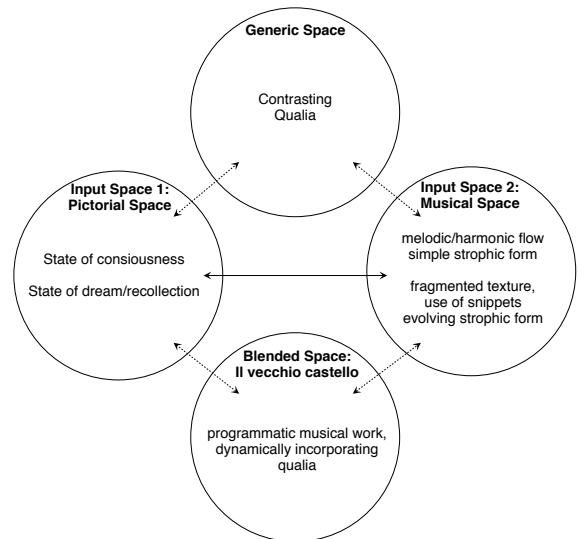 Generic Space
Contrasting
Qualia
Input Space 1:
Pictorial Space
State of consiousness
State of dream/recollection
Input Space 2:
Musical Space
melodic/harmonic flow
simple strophic form
fragmented texture,
use of snippets
evolving strophic form
Blended Space:
Il vecchio castello
programmatic musical work,
dynamically incorporating
qualia